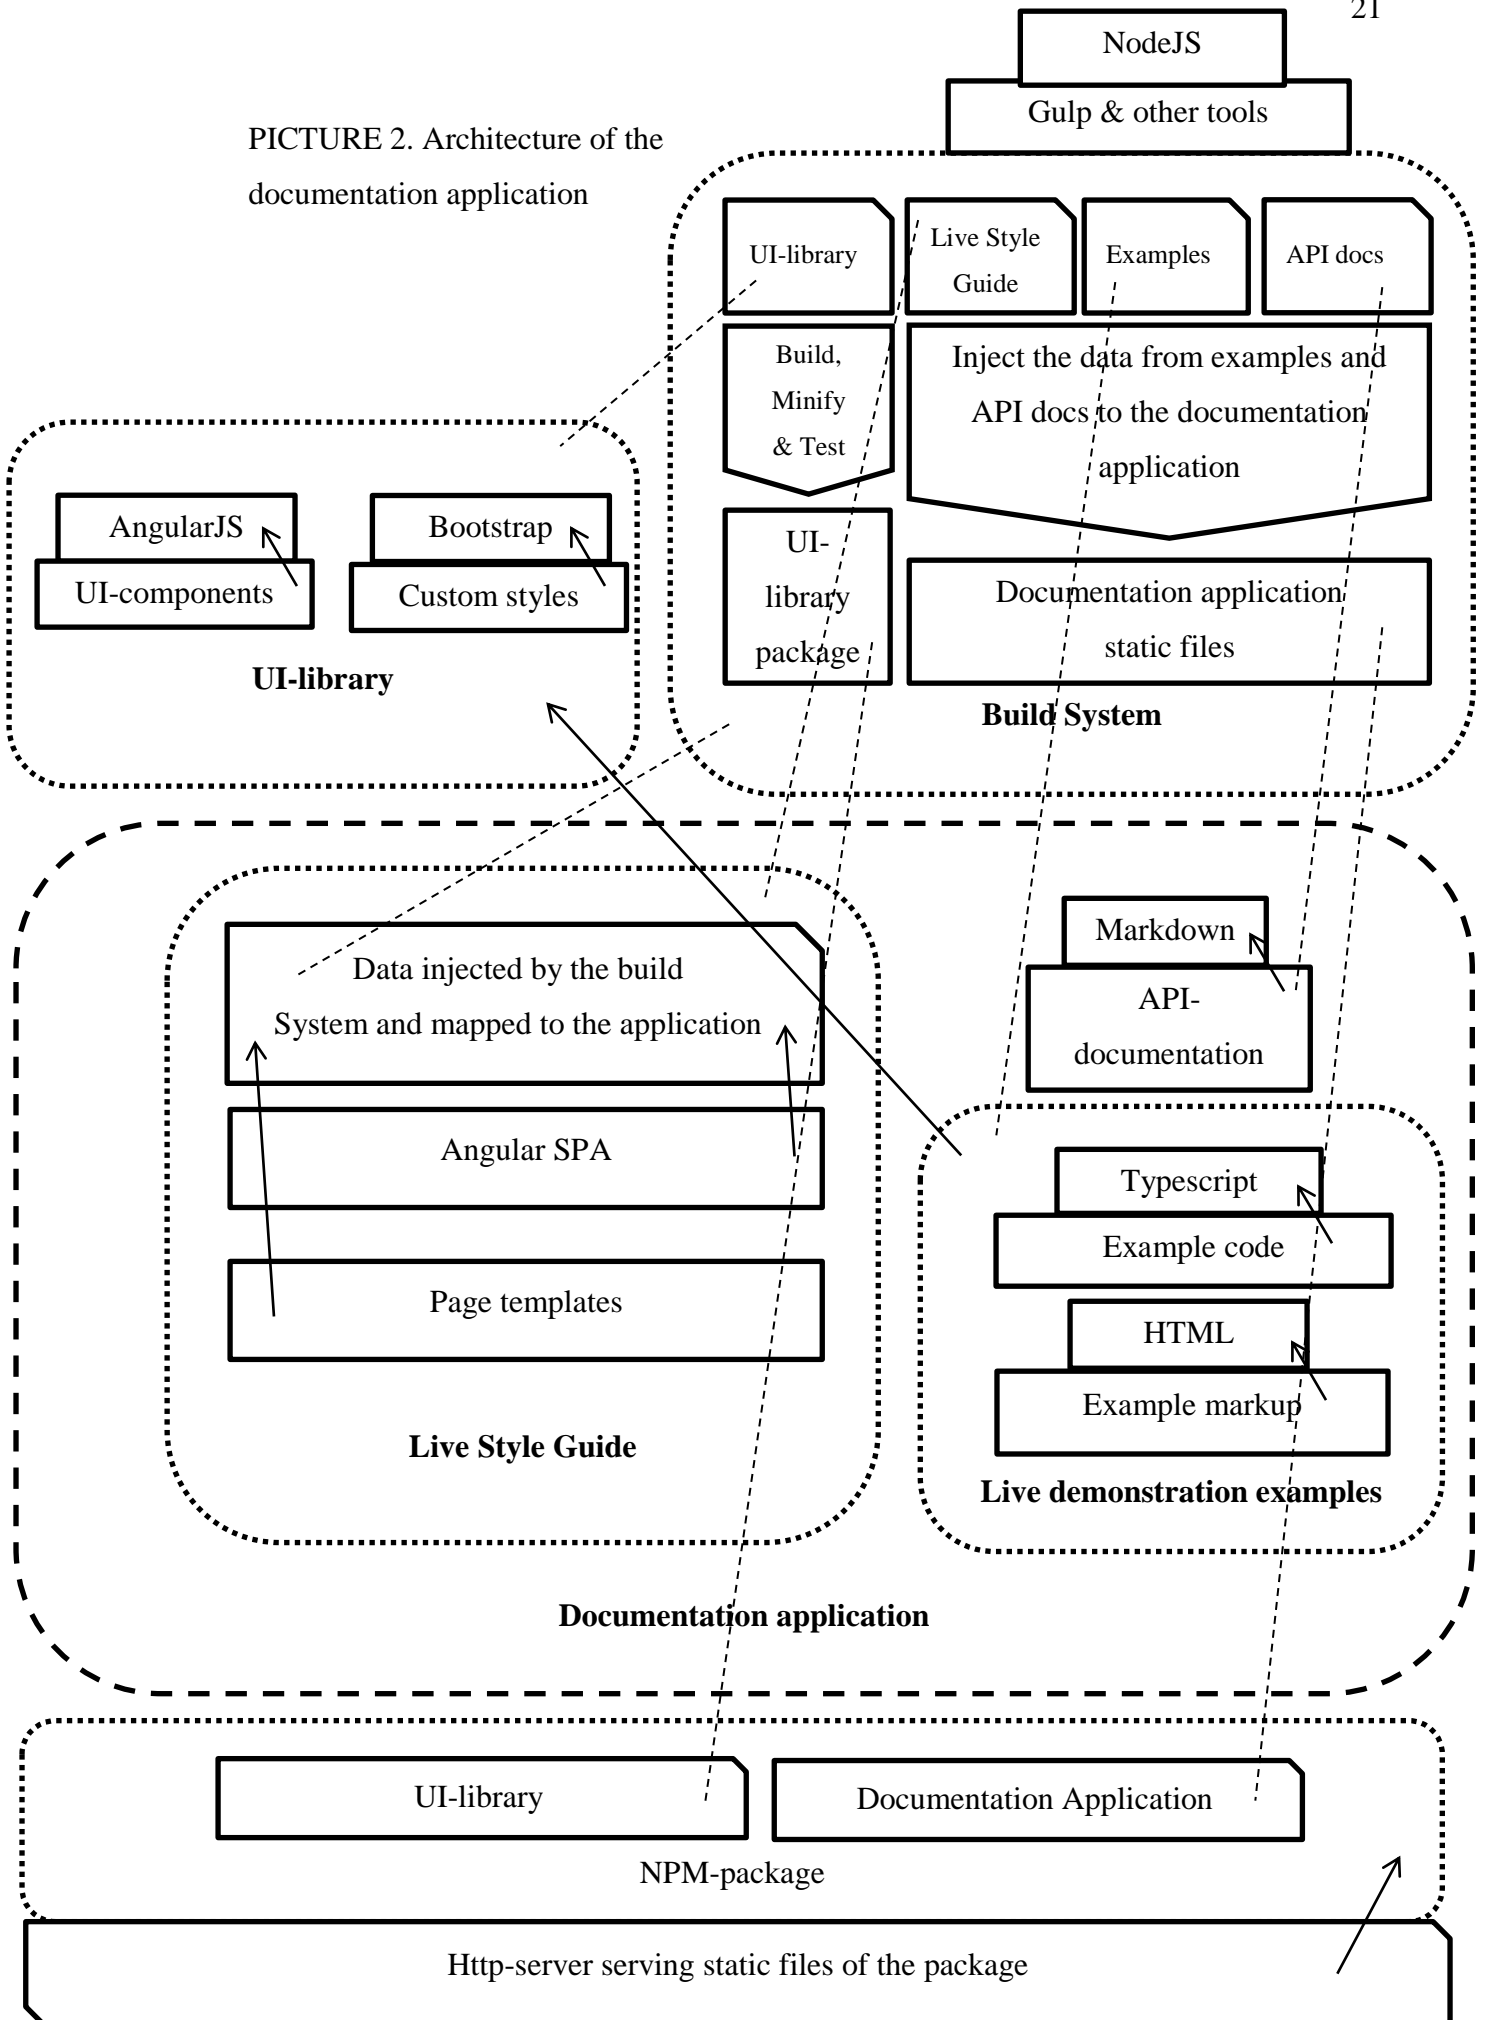 21
NodeJS
Gulp & other tools
PICTURE 2. Architecture of the
documentation application
UI-library
Live Style
Guide
Examples
API docs
Build,
Minify
& Test
Inject the data from examples and
API docs to the documentation
application
UI-
library
package
Documentation application
static files
Build System
AngularJS
UI-components
Bootstrap
Custom styles
UI-library
Data injected by the build
System and mapped to the application
Angular SPA
Page templates
Live Style Guide
Markdown
API-
documentation
Typescript
Example code
HTML
Example markup
Live demonstration examples
Documentation application
UI-library
Documentation Application
NPM-package
Http-server serving static files of the package